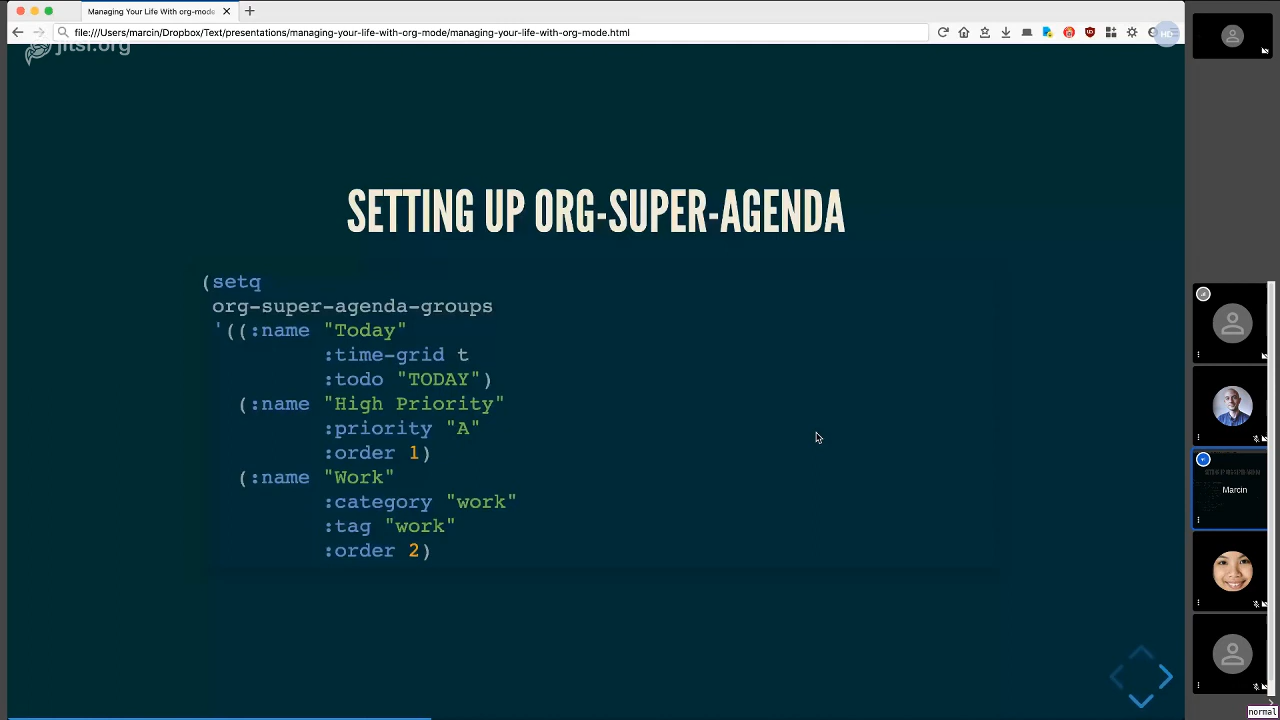 Managing Your Life With org-mode
file:///Users/marcin/Dropbox/Text/presentations/managing-your-life-with-org-mode/managing-your-life-with-org-mode.html
HD
jitsi.org
SETTING UP ORG-SUPER-AGENDA
(setq
org-super-agenda-groups
'((:name "Today"
:time-grid t
:todo "TODAY")
(:name "High Priority"
:priority "A"
:order 1)
(:name "Work"
:category "work"
:tag "work"
:order 2)
Marcin
normal